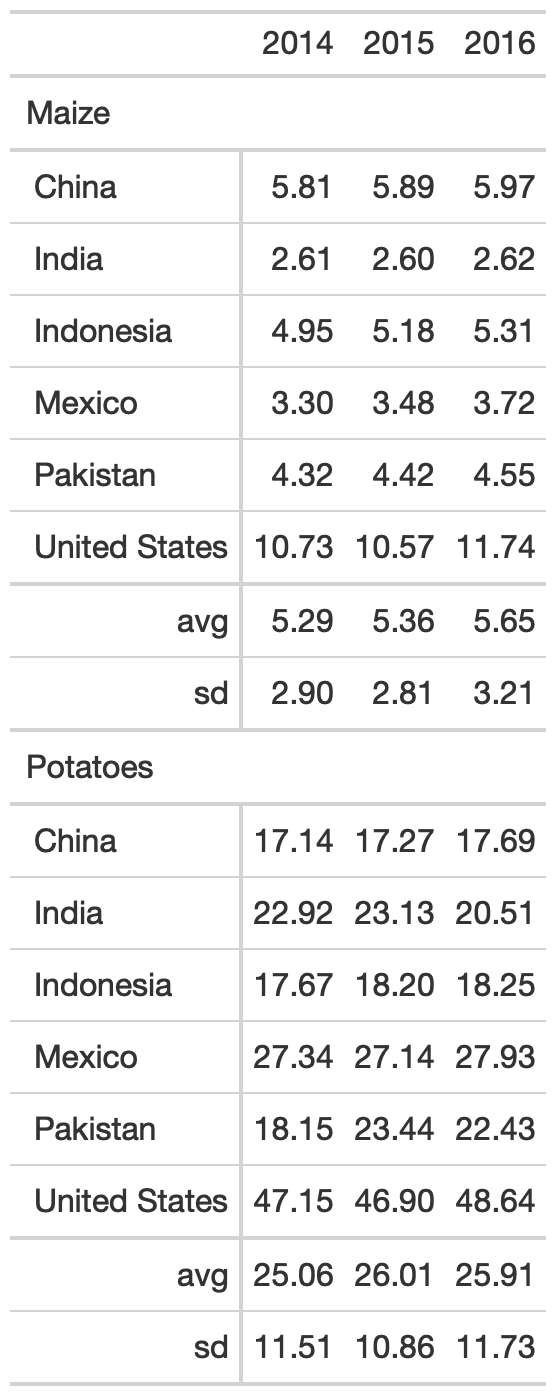 2014 2015 2016
Maize
China 5.81 5.89 5.97
India 2.61 2.60 2.62
Indonesia 4.95 5.18 5.31
Mexico 3.30 3.48 3.72
Pakistan 4.32 4.42 4.55
United States 10.73 10.57 11.74
avg 5.29 5.36 5.65
sd 2.90 2.81 3.21
Potatoes
China 17.14 17.27 17.69
India 22.92 23.13 20.51
Indonesia 17.67 18.20 18.25
Mexico 27.34 27.14 27.93
Pakistan 18.15 23.44 22.43
United States 47.15 46.90 48.64
avg 25.06 26.01 25.91
sd 11.51 10.86 11.73